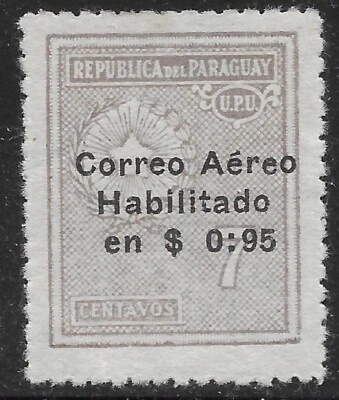 REPUBLICA DEL PARAGUAY
U.P.U.
Correo Aéreo
Habilitado
en $ 0:95
7
CENTAVOS